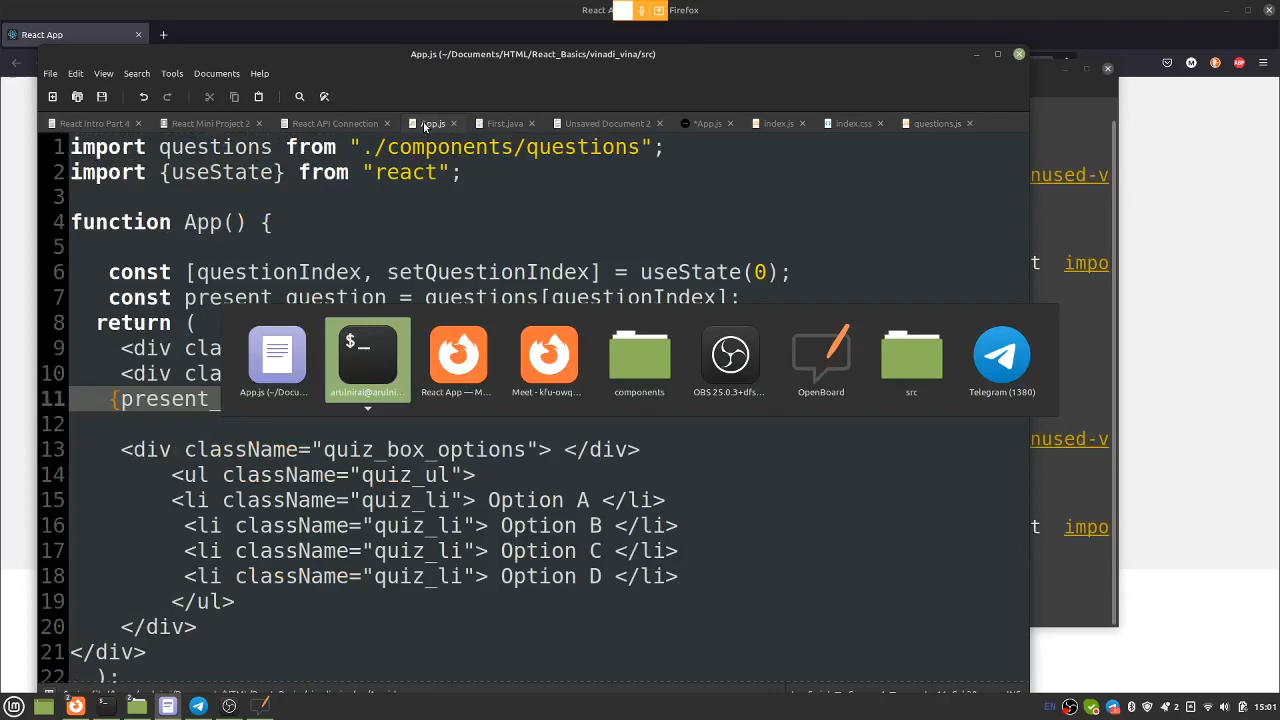 React A
Firefox
React App
App.js (~/Documents/HTML/React_Basics/vinadi_vina/src)
File Edit View Search Tools Documents Help
React Intro Part 4 React Mini Project 2 React API Connection App.js First.java Unsaved Document 2 *App.js index.js index.css questions.js
1 import questions from "./components/questions";
2 import {useState} from "react";
3
4 function App() {
5
6 const [questionIndex, setQuestionIndex] = useState(0);
7 const present_question = questions[questionIndex];
8 return (
9 <div cla
10 <div cla
11 {present_
12
13 <div className="quiz_box_options"> </div>
14 <ul className="quiz_ul">
15 <li className="quiz_li"> Option A </li>
16 <li className="quiz_li"> Option B </li>
17 <li className="quiz_li"> Option C </li>
18 <li className="quiz_li"> Option D </li>
19 </ul>
20 </div>
21 </div>
22 );
nused-v
t impo
nused-v
t impo
$_
App.js (~/Docu... arulnirai@arulni... React App — M... Meet - kfu-owq... components OBS 25.0.3+dfs... OpenBoard src Telegram (1380)
EN 2 15:01